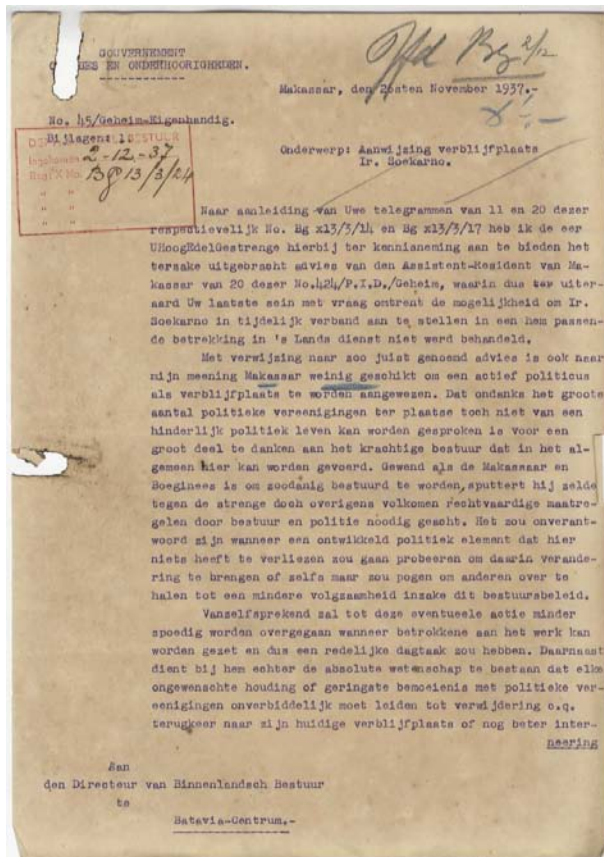 GOUVERNEMENT
ES EN ONDERHOORIGHEDEN.
Bg 2/12
Makassar, den 26sten November 1937.-
No. 45/Geheim-Eigenhandig.
Bijlagen: 1.
BESTUUR
Ingekomen 2-12-37
No. Bg 13/3/24
Onderwerp: Aanwijzing verblijfplaats
Ir. Soekarno.
Naar aanleiding van Uwe telegrammen van 11 en 20 dezer
respectievelijk No. Bg x13/3/14 en Bg x13/3/17 heb ik de eer
UHoogEdelGestrenge hierbij ter kennisneming aan te bieden het
terzake uitgebracht advies van den Assistent-Resident van Ma-
kassar van 20 dezer No.424/P.I.D./Geheim, waarin dus ter uiter-
aard Uw laatste sein met vraag omtrent de mogelijkheid om Ir.
Soekarno in tijdelijk verband aan te stellen in een hem passen-
de betrekking in 's Lands dienst niet werd behandeld.
Met verwijzing naar zoo juist genoemd advies is ook naar
mijn meening Makassar weinig geschikt om een actief politicus
als verblijfplaats te worden aangewezen. Dat ondanks het groote
aantal politieke vereenigingen ter plaatse toch niet van een
hinderlijk politiek leven kan worden gesproken is voor een
groot deel te danken aan het krachtige bestuur dat in het al-
gemeen hier kan worden gevoerd. Gewend als de Makassaar en
Boeginees is om zoodanig bestuurd te worden, sputtert hij zelden
tegen de strenge doch overigens volkomen rechtvaardige maatre-
gelen door bestuur en politie noodig geacht. Het zou onverant-
woord zijn wanneer een ontwikkeld politiek element dat hier
niets heeft te verliezen zou gaan probeeren om daarin verande-
ring te brengen of zelfs maar zou pogen om anderen over te
halen tot een mindere volgzaamheid inzake dit bestuursbeleid.
Vanzelfsprekend zal tot deze eventueele actie minder
spoedig worden overgegaan wanneer betrokkene aan het werk kan
worden gezet en dus een redelijke dagtaak zou hebben. Daarnaast
dient bij hem echter de absolute wetenschap te bestaan dat elke
ongewenschte houding of geringste bemoeienis met politieke ver-
eenigingen onverbiddelijk moet leiden tot verwijdering c.q.
terugkeer naar zijn huidige verblijfplaats of nog beter inter-
neering
Aan
den Directeur van Binnenlandsch Bestuur
te
Batavia-Centrum.-